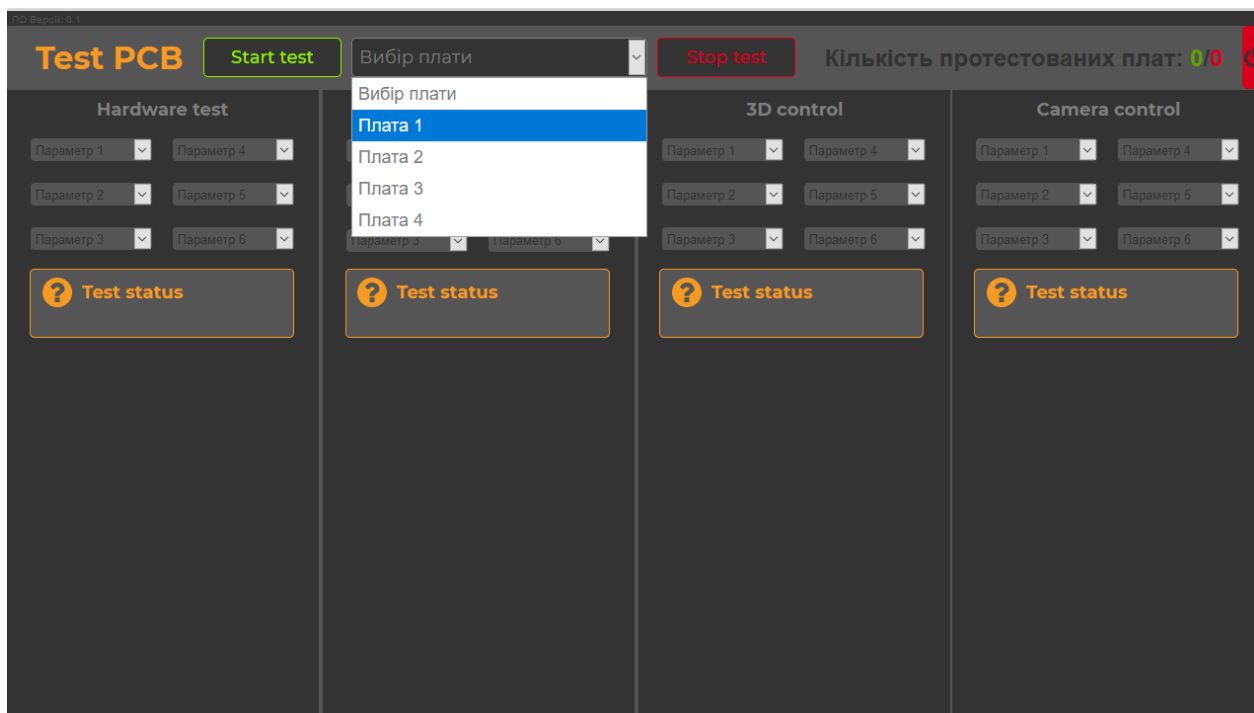 ПО Версії: 0.1
Test PCB Start test Вибір плати Stop test Кількість протестованих плат: 0/0
Вибір плати
Плата 1
Плата 2
Плата 3
Плата 4
Hardware test
Параметр 1 Параметр 4
Параметр 2 Параметр 5
Параметр 3 Параметр 6
Test status
Параметр 3 Параметр 6
Test status
3D control
Параметр 1 Параметр 4
Параметр 2 Параметр 5
Параметр 3 Параметр 6
Test status
Camera control
Параметр 1 Параметр 4
Параметр 2 Параметр 5
Параметр 3 Параметр 6
Test status